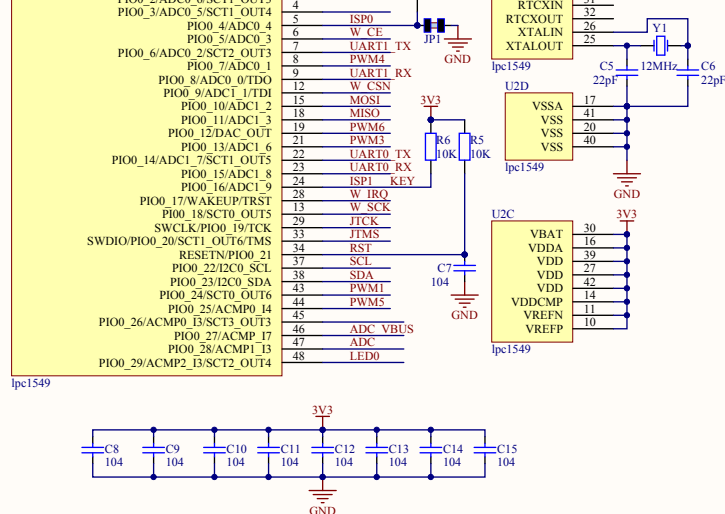 4
PIO0_3/ADC0_5/SCT1_OUT4
5 ISP0
PIO0_4/ADC0_4
6 W_CE
PIO0_5/ADC0_3
7 UART1_TX
PIO0_6/ADC0_2/SCT2_OUT3
8 PWM4
PIO0_7/ADC0_1
9 UART1_RX
PIO0_8/ADC0_0/TDO
12 W_CSN
PIO0_9/ADC1_1/TDI
15 MOSI
PIO0_10/ADC1_2
18 MISO
PIO0_11/ADC1_3
19 PWM6
PIO0_12/DAC_OUT
21 PWM3
PIO0_13/ADC1_6
22 UART0_TX
PIO0_14/ADC1_7/SCT1_OUT5
23 UART0_RX
PIO0_15/ADC1_8
24 ISP1 KEY
PIO0_16/ADC1_9
28 W_IRQ
PIO0_17/WAKEUP/TRST
13 W_SCK
PIO0_18/SCT0_OUT5
29 JTCK
SWCLK/PIO0_19/TCK
33 JTMS
SWDIO/PIO0_20/SCT1_OUT6/TMS
34 RST
RESETN/PIO0_21
37 SCL
PIO0_22/I2C0_SCL
38 SDA
PIO0_23/I2C0_SDA
43 PWM1
PIO0_24/SCT0_OUT6
44 PWM5
PIO0_25/ACMP0_I4
45
PIO0_26/ACMP0_I3/SCT3_OUT3
46 ADC_VBUS
PIO0_27/ACMP_I7
47 ADC
PIO0_28/ACMP1_I3
48 LED0
PIO0_29/ACMP2_I3/SCT2_OUT4
lpc1549
JP1
GND
3V3
R6
10K
R5
10K
C7
104
GND
RTCXIN
RTCXOUT 32
XTALIN 26
XTALOUT 25
lpc1549
Y1
12MHz
C5
22pF
C6
22pF
U2D
VSSA 17
VSS 41
VSS 20
VSS 40
lpc1549
GND
U2C
3V3
VBAT 30
VDDA 16
VDD 39
VDD 27
VDD 42
VDDCMP 14
VREFN 11
VREFP 10
lpc1549
3V3
C8 C9 C10 C11 C12 C13 C14 C15
104 104 104 104 104 104 104 104
GND